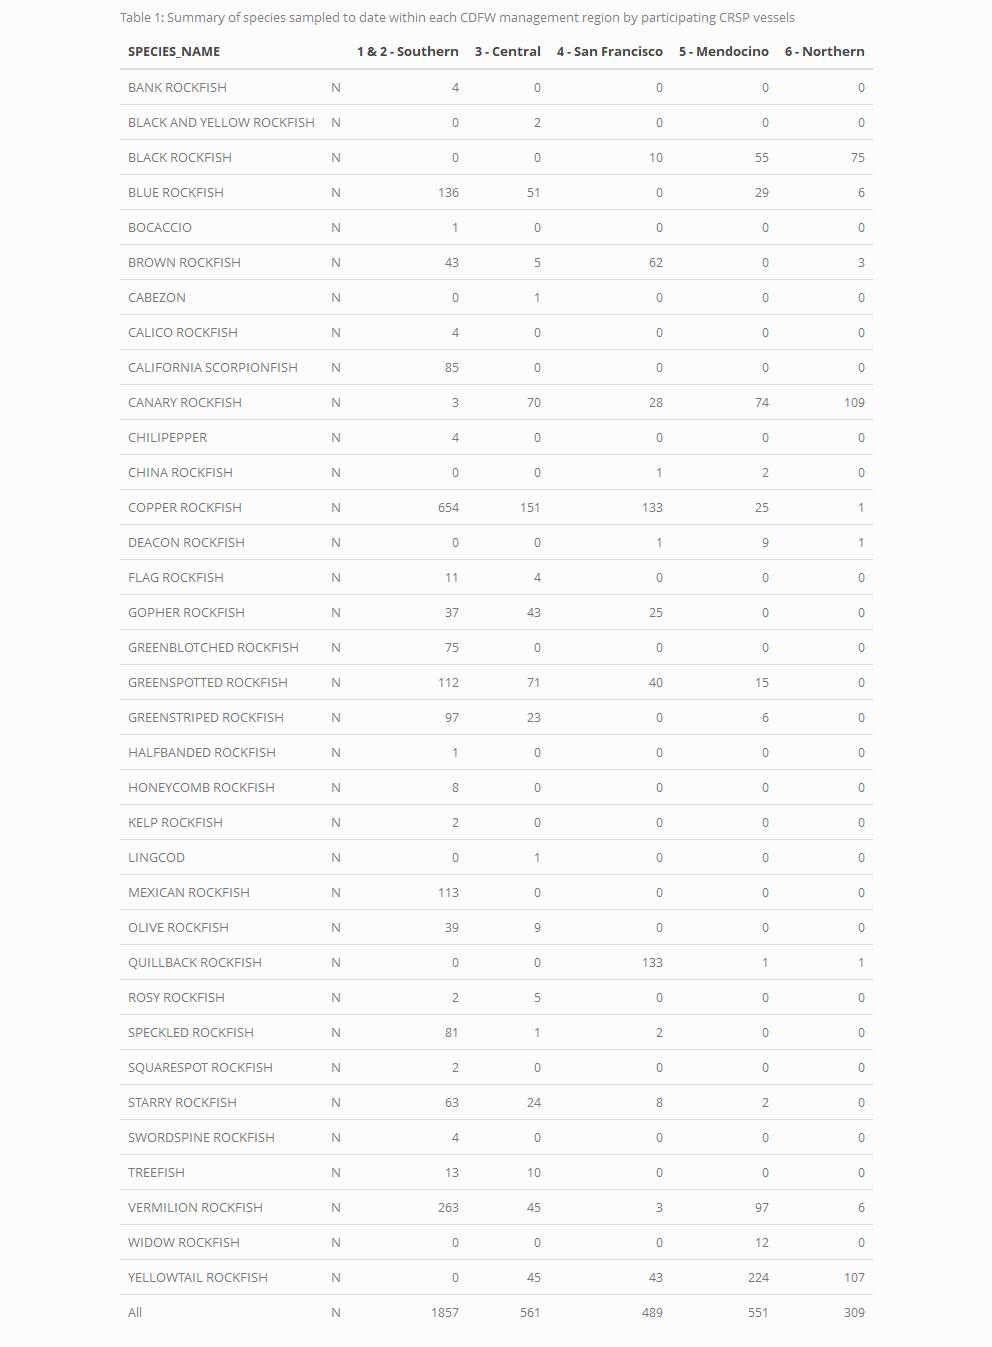 Table 1: Summary of species sampled to date within each CDFW management region by participating CRSP vessels
SPECIES_NAME 1 & 2 - Southern 3 - Central 4 - San Francisco 5 - Mendocino 6 - Northern
BANK ROCKFISH N 4 0 0 0 0
BLACK AND YELLOW ROCKFISH N 0 2 0 0 0
BLACK ROCKFISH N 0 0 10 55 75
BLUE ROCKFISH N 136 51 0 29 6
BOCACCIO N 1 0 0 0 0
BROWN ROCKFISH N 43 5 62 0 3
CABEZON N 0 1 0 0 0
CALICO ROCKFISH N 4 0 0 0 0
CALIFORNIA SCORPIONFISH N 85 0 0 0 0
CANARY ROCKFISH N 3 70 28 74 109
CHILIPEPPER N 4 0 0 0 0
CHINA ROCKFISH N 0 0 1 2 0
COPPER ROCKFISH N 654 151 133 25 1
DEACON ROCKFISH N 0 0 1 9 1
FLAG ROCKFISH N 11 4 0 0 0
GOPHER ROCKFISH N 37 43 25 0 0
GREENBLOTCHED ROCKFISH N 75 0 0 0 0
GREENSPOTTED ROCKFISH N 112 71 40 15 0
GREENSTRIPED ROCKFISH N 97 23 0 6 0
HALFBANDED ROCKFISH N 1 0 0 0 0
HONEYCOMB ROCKFISH N 8 0 0 0 0
KELP ROCKFISH N 2 0 0 0 0
LINGCOD N 0 1 0 0 0
MEXICAN ROCKFISH N 113 0 0 0 0
OLIVE ROCKFISH N 39 9 0 0 0
QUILLBACK ROCKFISH N 0 0 133 1 1
ROSY ROCKFISH N 2 5 0 0 0
SPECKLED ROCKFISH N 81 1 2 0 0
SQUARESPOT ROCKFISH N 2 0 0 0 0
STARRY ROCKFISH N 63 24 8 2 0
SWORDSPINE ROCKFISH N 4 0 0 0 0
TREEFISH N 13 10 0 0 0
VERMILION ROCKFISH N 263 45 3 97 6
WIDOW ROCKFISH N 0 0 0 12 0
YELLOWTAIL ROCKFISH N 0 45 43 224 107
All N 1857 561 489 551 309